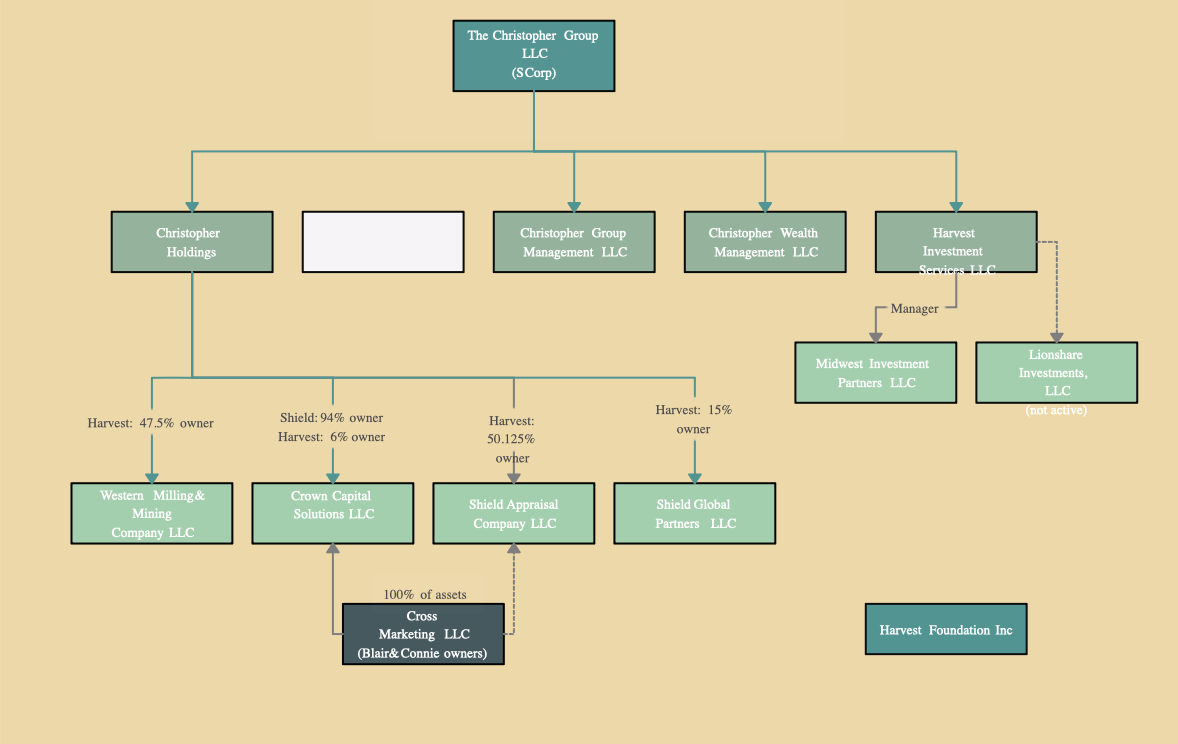 The Christopher Group
LLC
(SCorp)
Christopher
Holdings
Christopher Group
Management LLC
Christopher Wealth
Management LLC
Harvest
Investment
Services LLC
Manager
Midwest Investment
Partners LLC
Lionshare
Investments,
LLC
(not active)
Harvest: 47.5% owner
Shield: 94% owner
Harvest: 6% owner
Harvest:
50.125%
owner
Harvest: 15%
owner
Western Milling&
Mining
Company LLC
Crown Capital
Solutions LLC
Shield Appraisal
Company LLC
Shield Global
Partners LLC
100% of assets
Cross
Marketing LLC
(Blair& Connie owners)
Harvest Foundation Inc